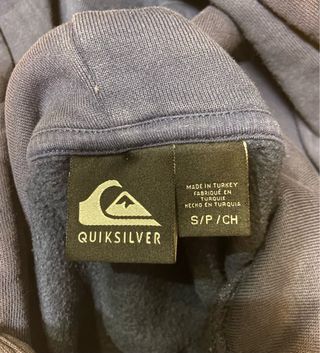 QUIKSILVER
MADE IN TURKEY
FABRIQUÉ EN
TURQUIE
HECHO EN TURQUIA
S/P/CH